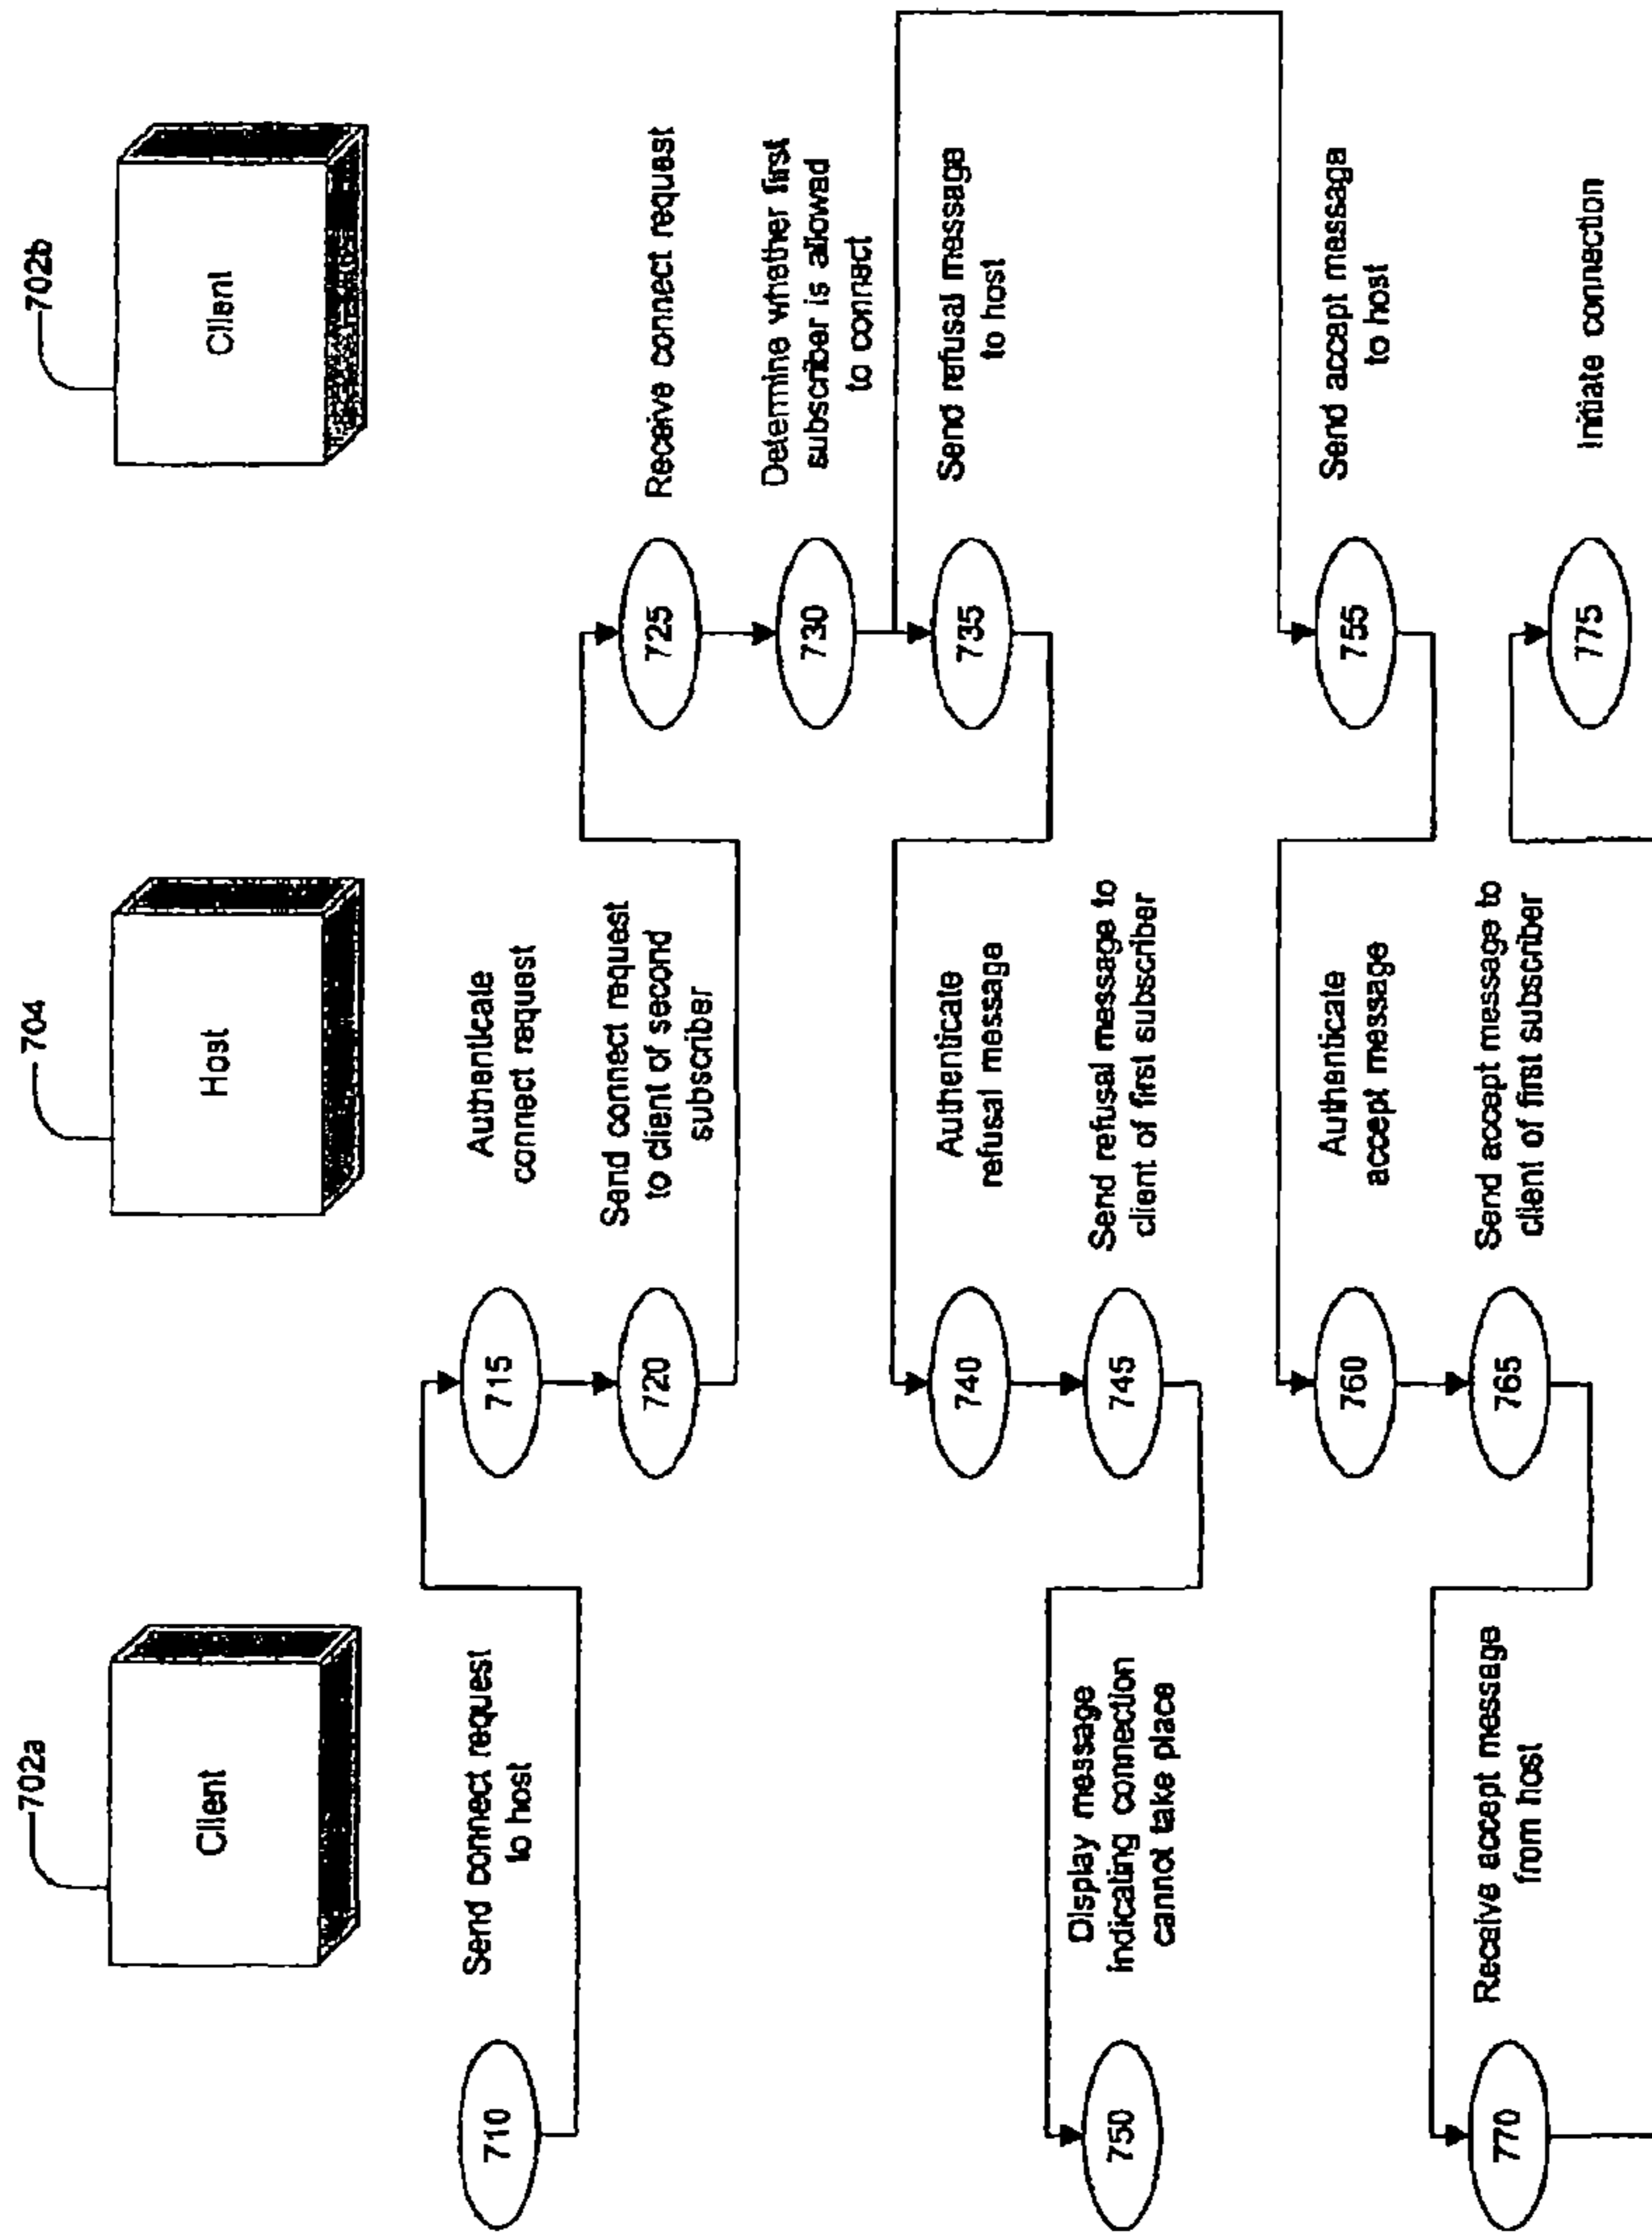 702a
704
702b
Client
Host
Client
710
Send connect request
to host
715
Authenticate
connect request
720
Send connect request
to client of second
subscriber
725
Receive connect request
730
Determine whether first
subscriber is allowed
to connect
735
Send refusal message
to host
740
Authenticate
refusal message
745
Send refusal message to
client of first subscriber
750
Display message
indicating connection
cannot take place
755
Send accept message
to host
760
Authenticate
accept message
765
Send accept message to
client of first subscriber
770
Receive accept message
from host
775
Initiate connection